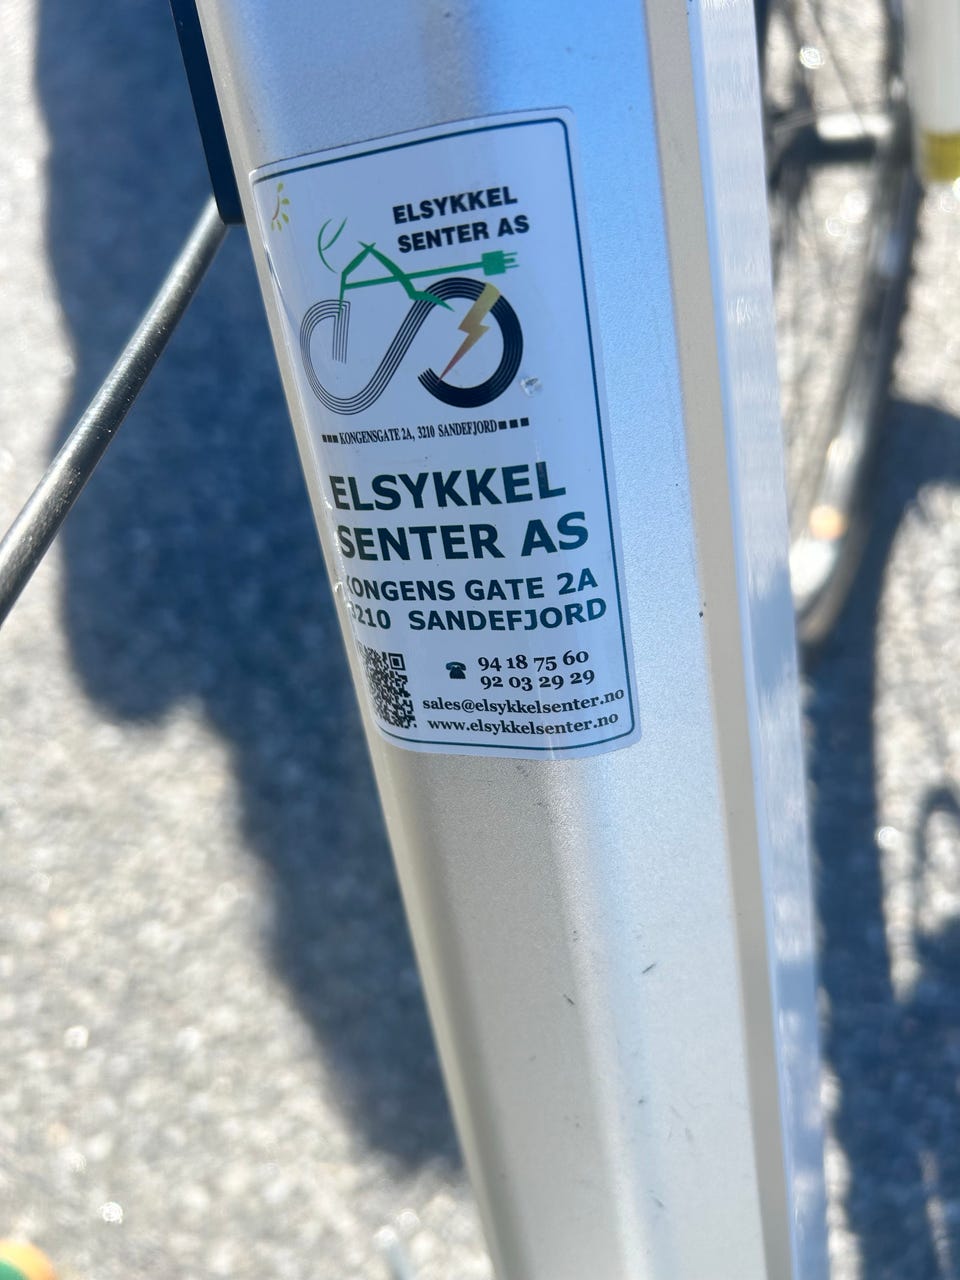 ELSYKKEL
SENTER AS
KONGENSGATE 2A, 3210 SANDEFJORD
ELSYKKEL
SENTER AS
KONGENS GATE 2A
3210 SANDEFJORD
94 18 75 60
92 03 29 29
sales@elsykkelsenter.no
www.elsykkelsenter.no